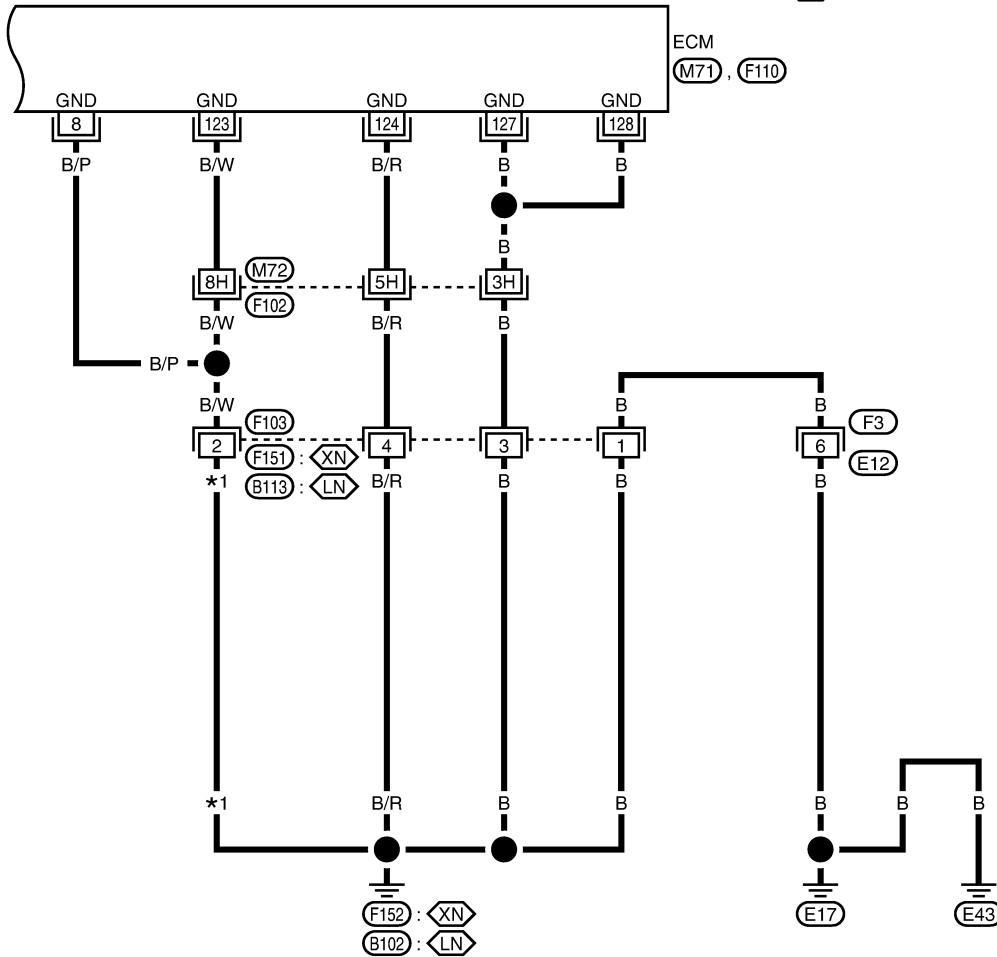 ECM
M71 , F110
GND GND GND GND GND
8 123 124 127 128
B/P B/W B/R B B
B
8H M72 5H 3H
F102
B/W B/R B
B/P
B/W B B
F103 F3
2 4 3 1 6
F151 : XN E12
*1 B/R B B B
B113 : LN
*1 B/R B B B B B
F152 : XN E17 E43
B102 : LN